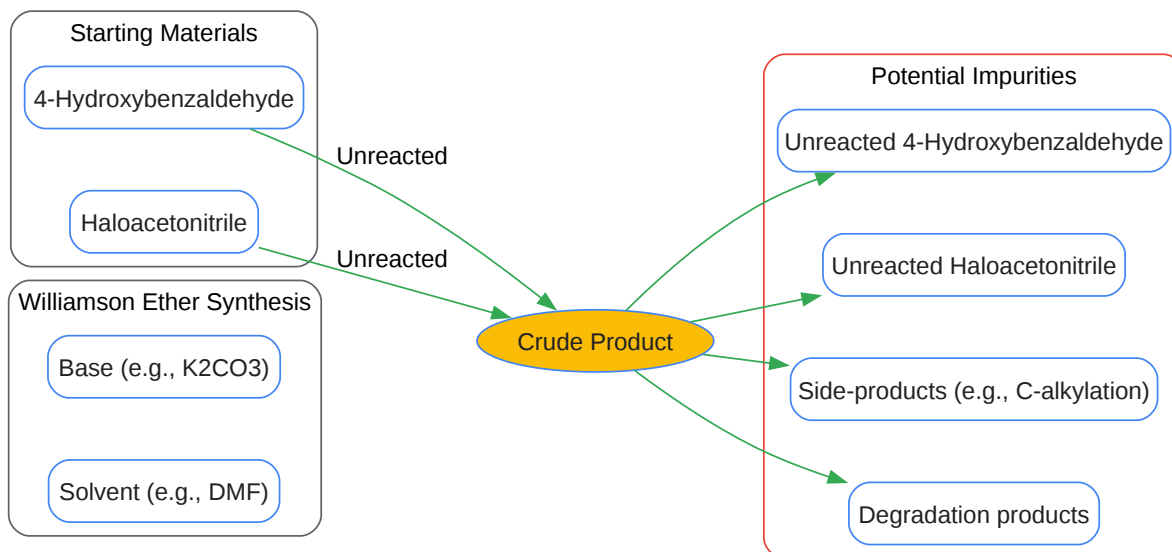 Starting Materials
4-Hydroxybenzaldehyde
Haloacetonitrile
Williamson Ether Synthesis
Base (e.g., K2CO3)
Solvent (e.g., DMF)
Unreacted
Unreacted
Crude Product
Potential Impurities
Unreacted 4-Hydroxybenzaldehyde
Unreacted Haloacetonitrile
Side-products (e.g., C-alkylation)
Degradation products